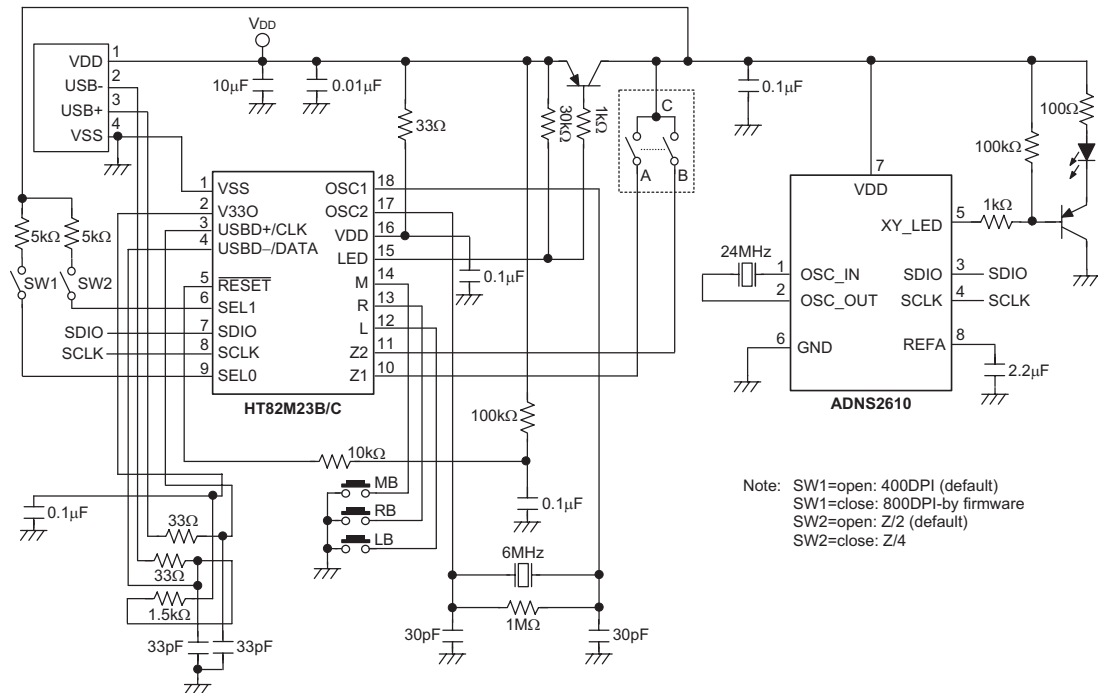 VDD
VDD 1
USB- 2
USB+ 3
VSS 4
10μF
0.01μF
33Ω
30kΩ
1kΩ
C
A
B
0.1μF
100Ω
100kΩ
7
VDD
XY_LED 5
1kΩ
24MHz
1 OSC_IN
2 OSC_OUT
SDIO 3 SDIO
SCLK 4 SCLK
6 GND
REFA 8
2.2μF
ADNS2610
5kΩ
5kΩ
SW1
SW2
SDIO
SCLK
1 VSS
2 V33O
3 USBD+/CLK
4 USBD−/DATA
5 RESET
6 SEL1
7 SDIO
8 SCLK
9 SEL0
OSC1 18
OSC2 17
VDD 16
LED 15
M 14
R 13
L 12
Z2 11
Z1 10
HT82M23B/C
0.1μF
100kΩ
10kΩ
0.1μF
MB
RB
LB
0.1μF
33Ω
33Ω
1.5kΩ
33pF
33pF
6MHz
1MΩ
30pF
30pF
Note: SW1=open: 400DPI (default)
SW1=close: 800DPI-by firmware
SW2=open: Z/2 (default)
SW2=close: Z/4